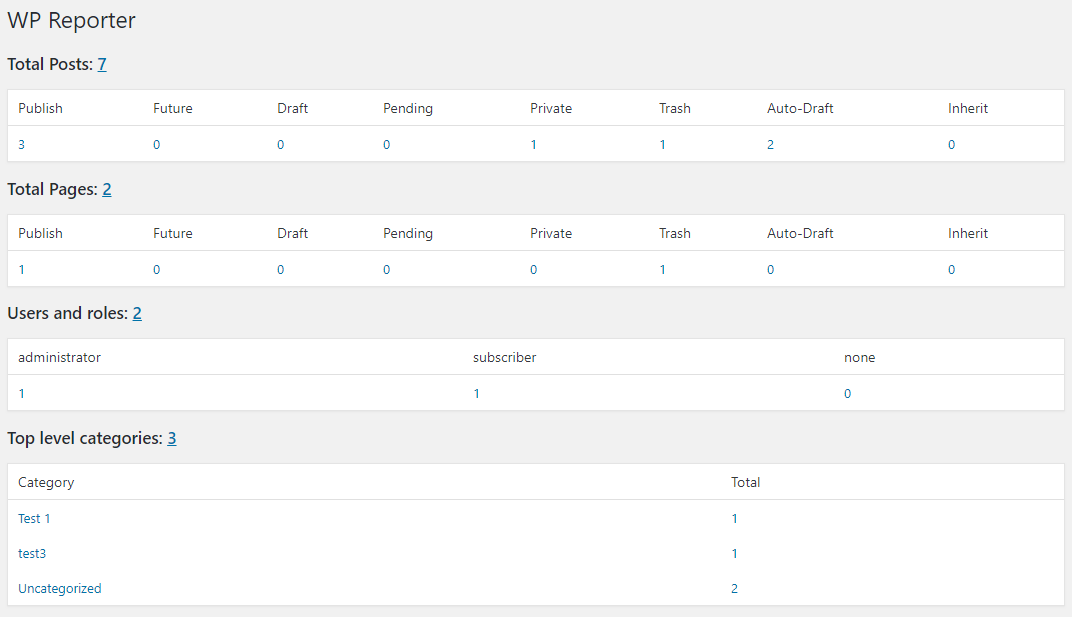 WP Reporter
Total Posts: 7
Publish Future Draft Pending Private Trash Auto-Draft Inherit
3 0 0 0 1 1 2 0
Total Pages: 2
Publish Future Draft Pending Private Trash Auto-Draft Inherit
1 0 0 0 0 1 0 0
Users and roles: 2
administrator subscriber none
1 1 0
Top level categories: 3
Category Total
Test 1 1
test3 1
Uncategorized 2